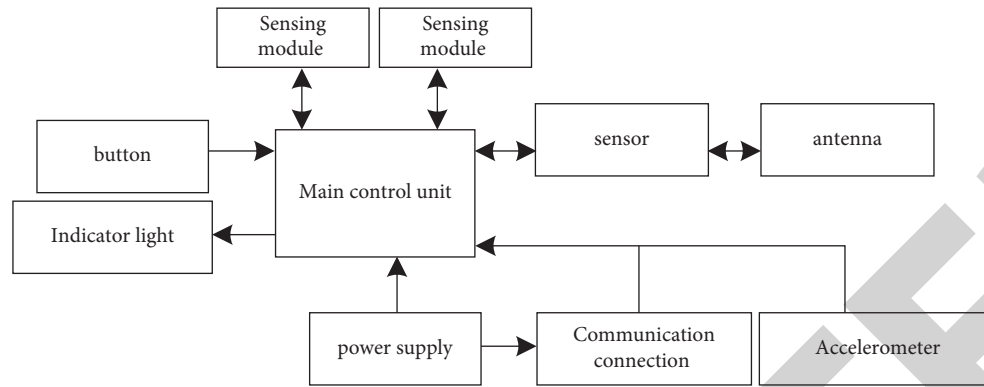 Sensing
module
Sensing
module
button
Main control unit
sensor
antenna
Indicator light
power supply
Communication
connection
Accelerometer